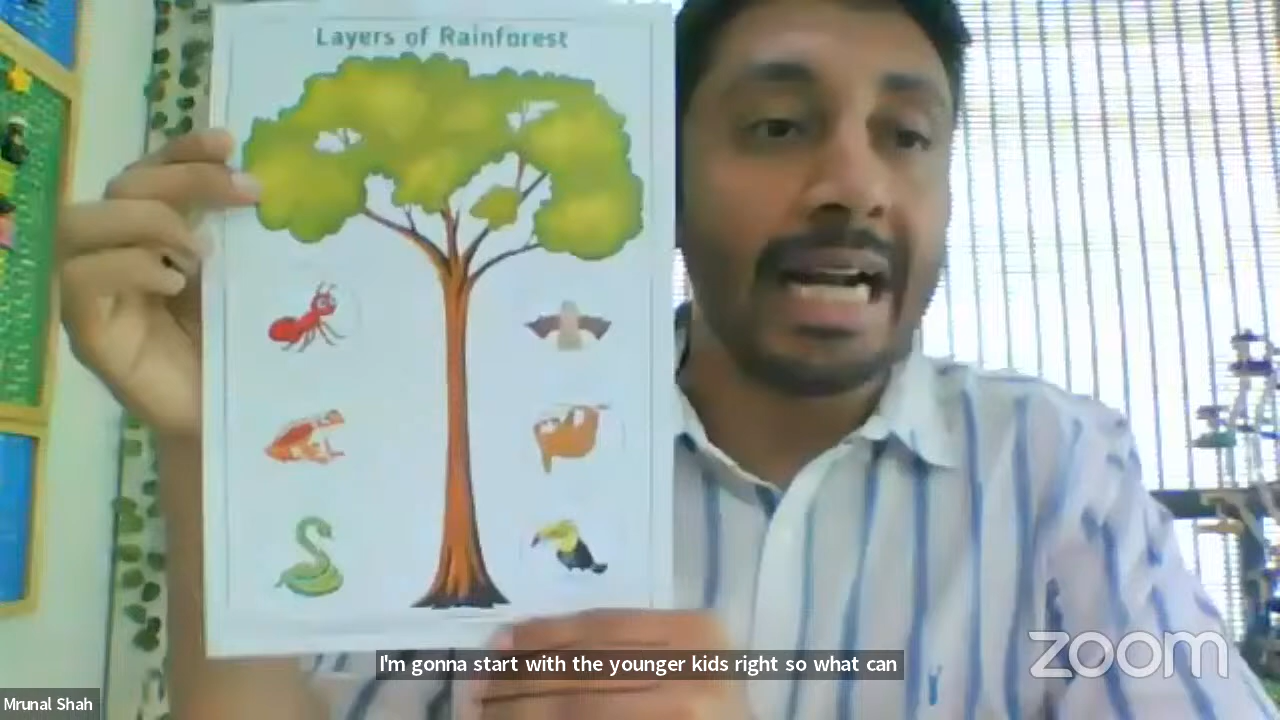 Layers of Rainforest
I'm gonna start with the younger kids right so what can
zoom
Mrunal Shah